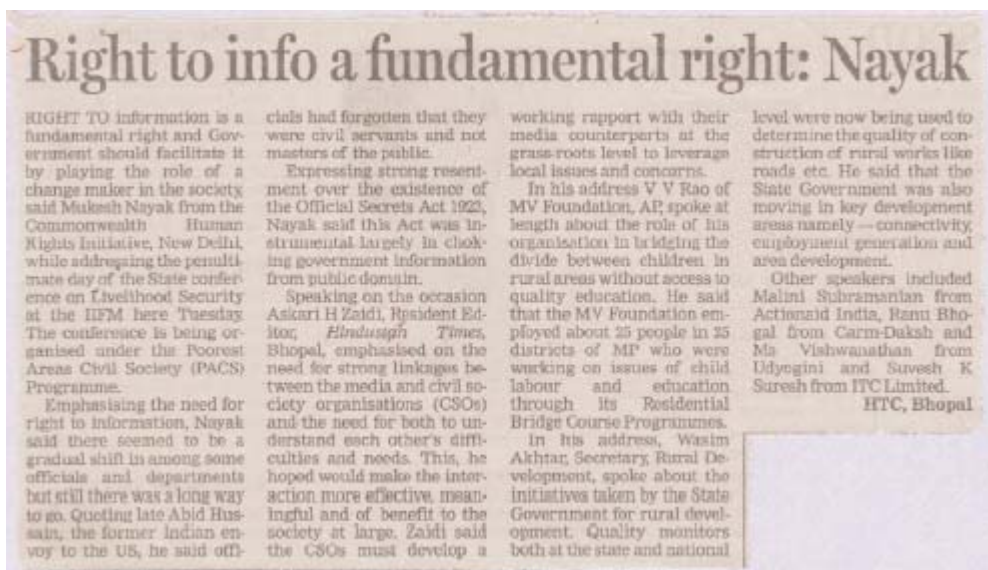 Right to info a fundamental right: Nayak
RIGHT TO information is a
fundamental right and Gov-
ernment should facilitate it
by playing the role of a
change maker in the society,
said Mukesh Nayak from the
Commonwealth Human
Rights Initiative, New Delhi,
while addressing the penulti-
mate day of the State confer-
ence on Livelihood Security
at the IIFM here Tuesday.
The conference is being or-
ganised under the Poorest
Areas Civil Society (PACS)
Programme.
Emphasising the need for
right to information, Nayak
said there seemed to be a
gradual shift in among some
officials and departments
but still there was a long way
to go. Quoting late Abid Hus-
sain, the former Indian en-
voy to the US, he said offi-
cials had forgotten that they
were civil servants and not
masters of the public.
Expressing strong resent-
ment over the existence of
the Official Secrets Act 1923,
Nayak said this Act was in-
strumental largely in chok-
ing government information
from public domain.
Speaking on the occasion
Askari H Zaidi, Resident Ed-
itor, Hindustan Times,
Bhopal, emphasised on the
need for strong linkages be-
tween the media and civil so-
ciety organisations (CSOs)
and the need for both to un-
derstand each other's diffi-
culties and needs. This, he
hoped would make the inter-
action more effective, mean-
ingful and of benefit to the
society at large. Zaidi said
the CSOs must develop a
working rapport with their
media counterparts at the
grass-roots level to leverage
local issues and concerns.
In his address V V Rao of
MV Foundation, AP, spoke at
length about the role of his
organisation in bridging the
divide between children in
rural areas without access to
quality education. He said
that the MV Foundation em-
ployed about 25 people in 25
districts of MP who were
working on issues of child
labour and education
through its Residential
Bridge Course Programmes.
In his address, Wasim
Akhtar, Secretary, Rural De-
velopment, spoke about the
initiatives taken by the State
Government for rural devel-
opment. Quality monitors
both at the state and national
level were now being used to
determine the quality of con-
struction of rural works like
roads etc. He said that the
State Government was also
moving in key development
areas namely — connectivity,
employment generation and
area development.
Other speakers included
Malini Subramanian from
Actionaid India, Ranu Bho-
gal from Carm-Daksh and
Ms Vishwanathan from
Udyogini and Suvesh K
Suresh from ITC Limited.
HTC, Bhopal